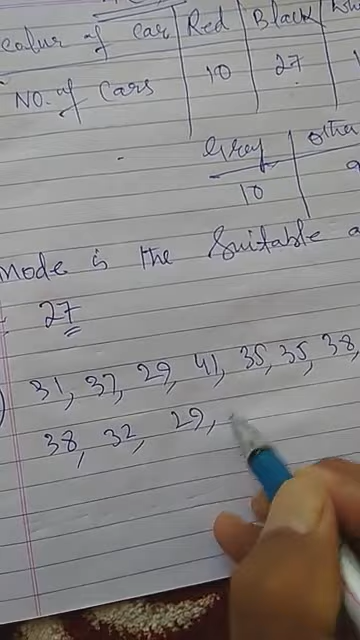 colour of car Red Black
No. of cars 10 27
Grey other
10 9
mode is the Suitable a
= 27
31, 37, 29, 41, 35, 35, 38,
38, 32, 29,